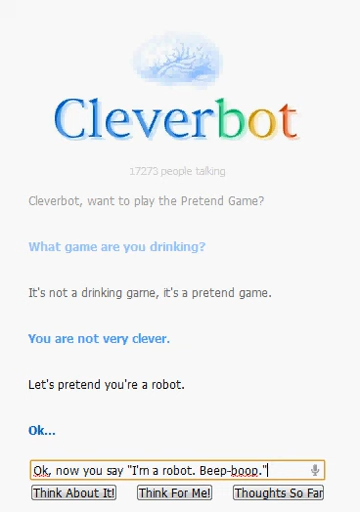 Cleverbot
17273 people talking
Cleverbot, want to play the Pretend Game?
What game are you drinking?
It's not a drinking game, it's a pretend game.
You are not very clever.
Let's pretend you're a robot.
Ok...
Ok, now you say "I'm a robot. Beep-boop."
Think About It! Think For Me! Thoughts So Far